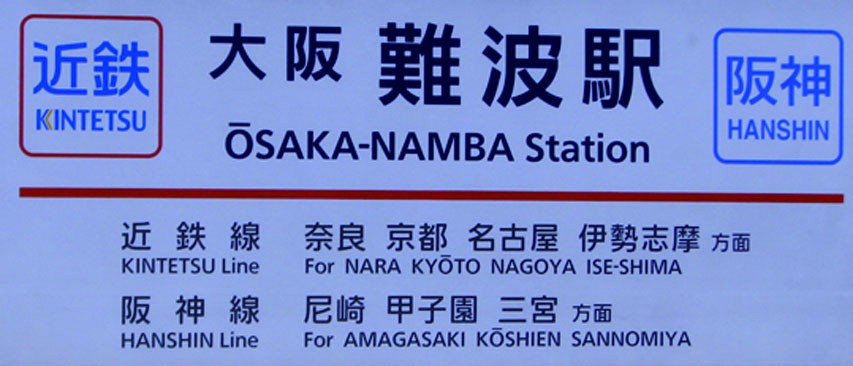 近鉄
KINTETSU
大阪 難波駅
ŌSAKA-NAMBA Station
阪神
HANSHIN
近鉄線 奈良 京都 名古屋 伊勢志摩 方面
KINTETSU Line For NARA KYŌTO NAGOYA ISE-SHIMA
阪神線 尼崎 甲子園 三宮 方面
HANSHIN Line For AMAGASAKI KŌSHIEN SANNOMIYA